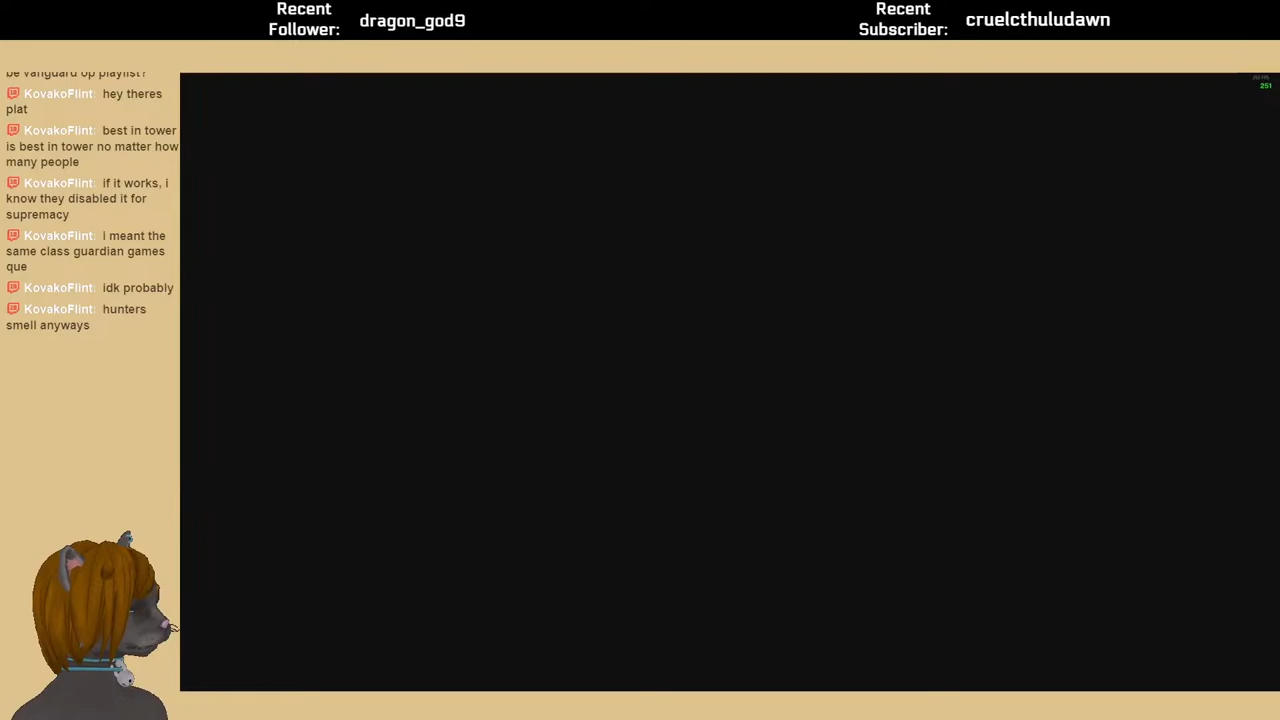 Recent
Follower:
dragon_god9
Recent
Subscriber:
cruelcthuludawn
be vanguard op playlist?
KovakoFlint: hey theres
plat
KovakoFlint: best in tower
is best in tower no matter how
many people
KovakoFlint: if it works, i
know they disabled it for
supremacy
KovakoFlint: i meant the
same class guardian games
que
KovakoFlint: idk probably
KovakoFlint: hunters
smell anyways
251